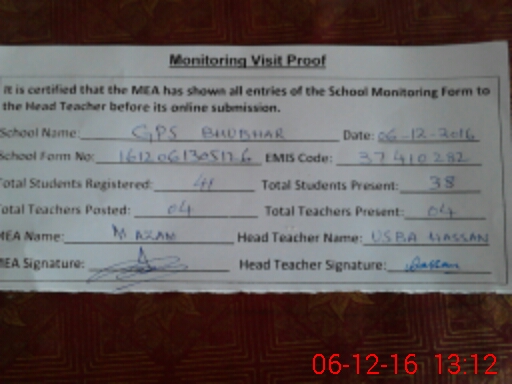 Monitoring Visit Proof
It is certified that the MEA has shown all entries of the School Monitoring Form to
the Head Teacher before its online submission.
School Name: GPS BHUBHAR Date: 06-12-2016
School Form No: EMIS Code: 37410282
Total Students Registered: 41 Total Students Present: 38
Total Teachers Posted: 04 Total Teachers Present: 04
MEA Name: M AZAM Head Teacher Name: USBA HASSAN
MEA Signature: Head Teacher Signature: Hassan
06-12-16 13:12